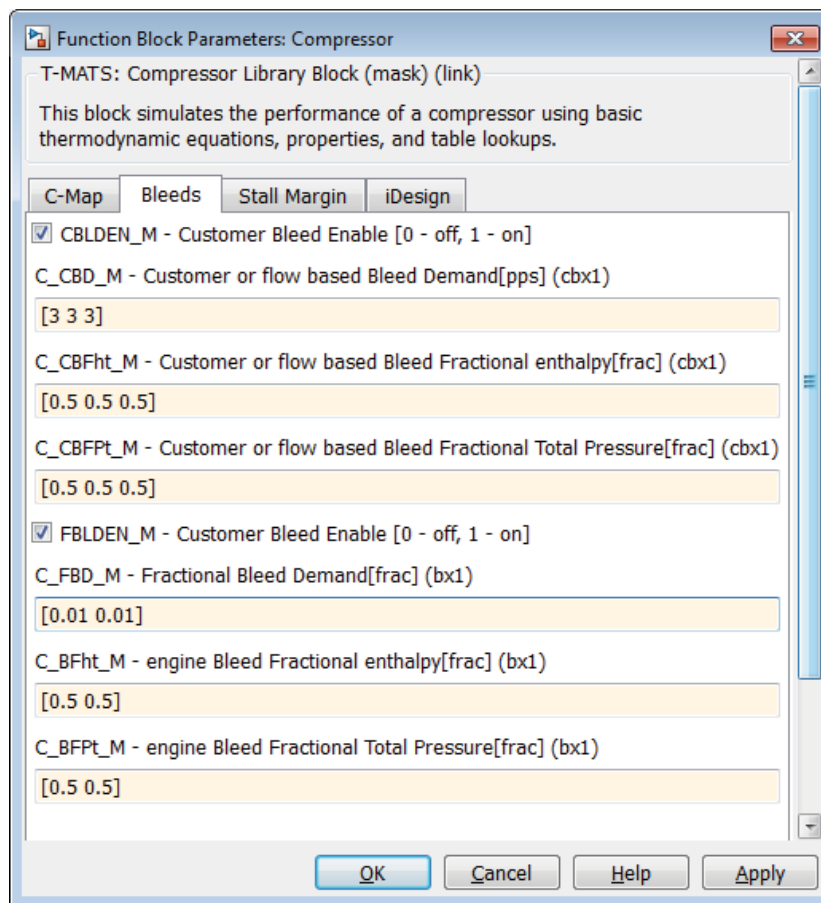 Function Block Parameters: Compressor
T-MATS: Compressor Library Block (mask) (link)
This block simulates the performance of a compressor using basic
thermodynamic equations, properties, and table lookups.
C-Map Bleeds Stall Margin iDesign
CBLDEN_M - Customer Bleed Enable [0 - off, 1 - on]
C_CBD_M - Customer or flow based Bleed Demand[pps] (cbx1)
[3 3 3]
C_CBFht_M - Customer or flow based Bleed Fractional enthalpy[frac] (cbx1)
[0.5 0.5 0.5]
C_CBFPt_M - Customer or flow based Bleed Fractional Total Pressure[frac] (cbx1)
[0.5 0.5 0.5]
FBLDEN_M - Customer Bleed Enable [0 - off, 1 - on]
C_FBD_M - Fractional Bleed Demand[frac] (bx1)
[0.01 0.01]
C_BFht_M - engine Bleed Fractional enthalpy[frac] (bx1)
[0.5 0.5]
C_BFPt_M - engine Bleed Fractional Total Pressure[frac] (bx1)
[0.5 0.5]
OK Cancel Help Apply